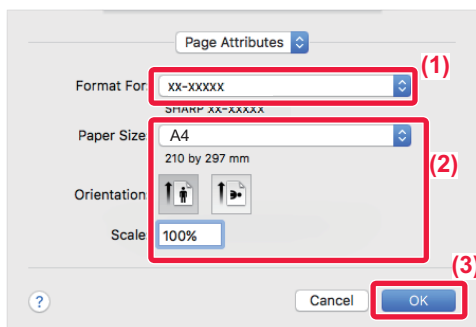 Page Attributes
(1)
Format For: xx-xxxxx
SHARP xx-xxxxx
Paper Size: A4
210 by 297 mm
(2)
Orientation:
Scale: 100%
(3)
? Cancel OK